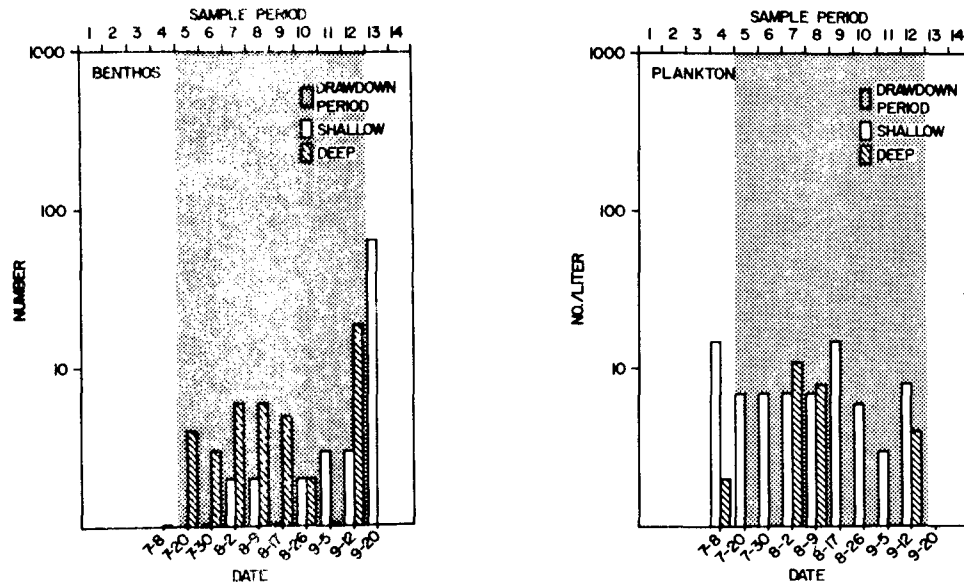 SAMPLE PERIOD
1 2 3 4 5 6 7 8 9 10 11 12 13 14
1000
BENTHOS
DRAWDOWN
PERIOD
SHALLOW
DEEP
100
10
NUMBER
7-8 7-20 7-30 8-2 8-9 8-17 8-26 9-5 9-12 9-20
DATE
SAMPLE PERIOD
1 2 3 4 5 6 7 8 9 10 11 12 13 14
1000
PLANKTON
DRAWDOWN
PERIOD
SHALLOW
DEEP
100
10
NO./LITER
7-8 7-20 7-30 8-2 8-9 8-17 8-26 9-5 9-12 9-20
DATE